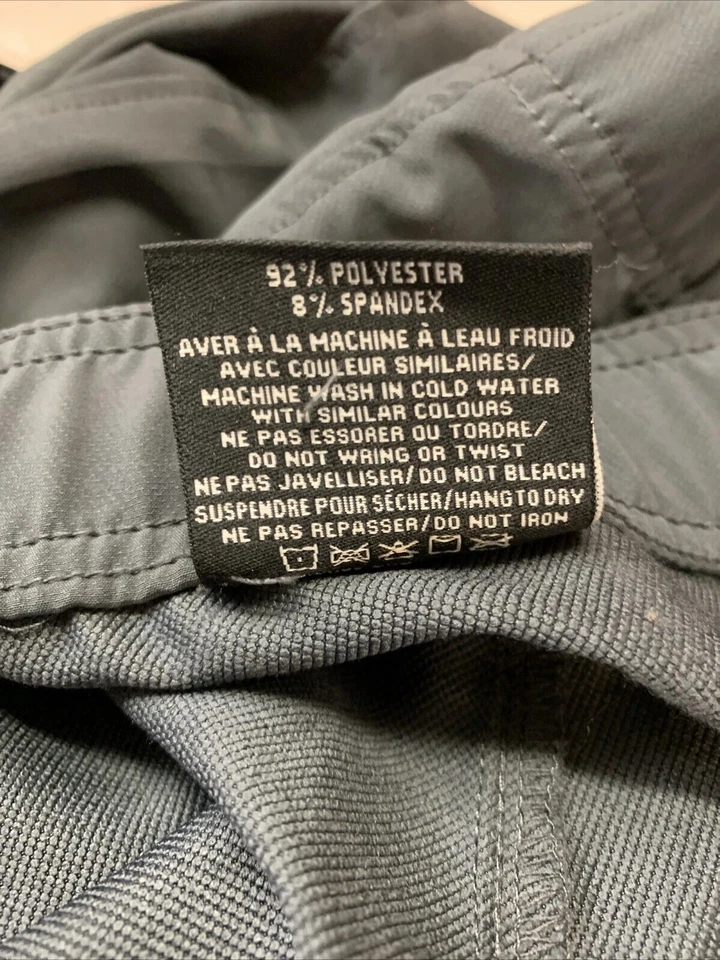 92% POLYESTER
8% SPANDEX
AVER À LA MACHINE À LEAU FROID
AVEC COULEUR SIMILAIRES/
MACHINE WASH IN COLD WATER
WITH SIMILAR COLOURS
NE PAS ESSORER OU TORDRE/
DO NOT WRING OR TWIST
NE PAS JAVELLISER/DO NOT BLEACH
SUSPENDRE POUR SÉCHER/HANG TO DRY
NE PAS REPASSER/DO NOT IRON